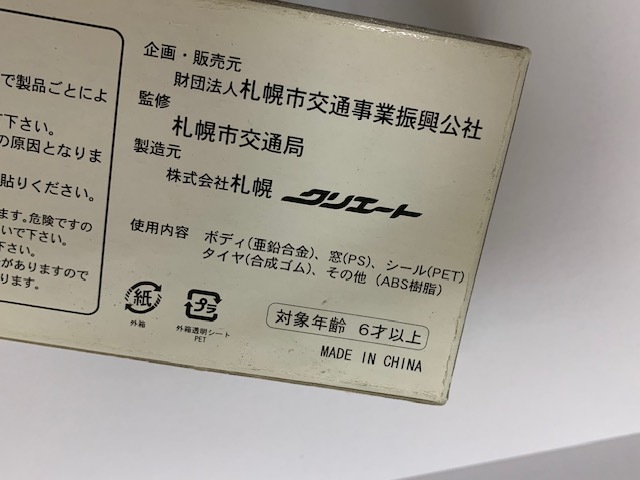 で製品ごとによ
下さい。
の原因となりま
貼りください。
ます。危険ですの
いで下さい。
下さい。
がありますので
ります。
企画・販売元
財団法人札幌市交通事業振興公社
監修
札幌市交通局
製造元
株式会社札幌 クリエート
使用内容 ボディ(亜鉛合金)、窓(PS)、シール(PET)
タイヤ(合成ゴム)、その他 (ABS樹脂)
紙
外箱
プラ
外箱透明シート
PET
対象年齢 6才以上
MADE IN CHINA